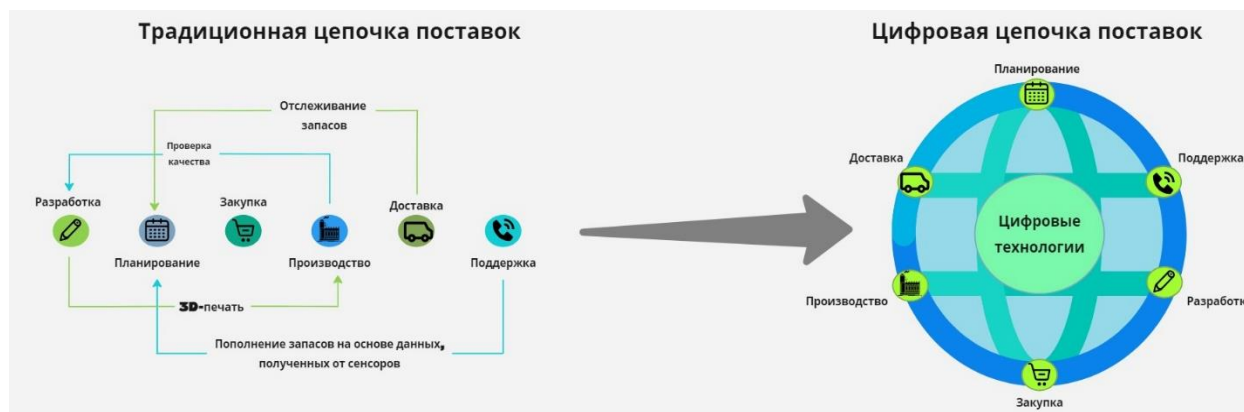 Традиционная цепочка поставок
Отслеживание
запасов
Проверка
качества
Разработка
Закупка
Доставка
Планирование
Производство
Поддержка
3D-печать
Пополнение запасов на основе данных,
полученных от сенсоров
Цифровая цепочка поставок
Планирование
Доставка
Поддержка
Цифровые
технологии
Производство
Разработк
Закупка